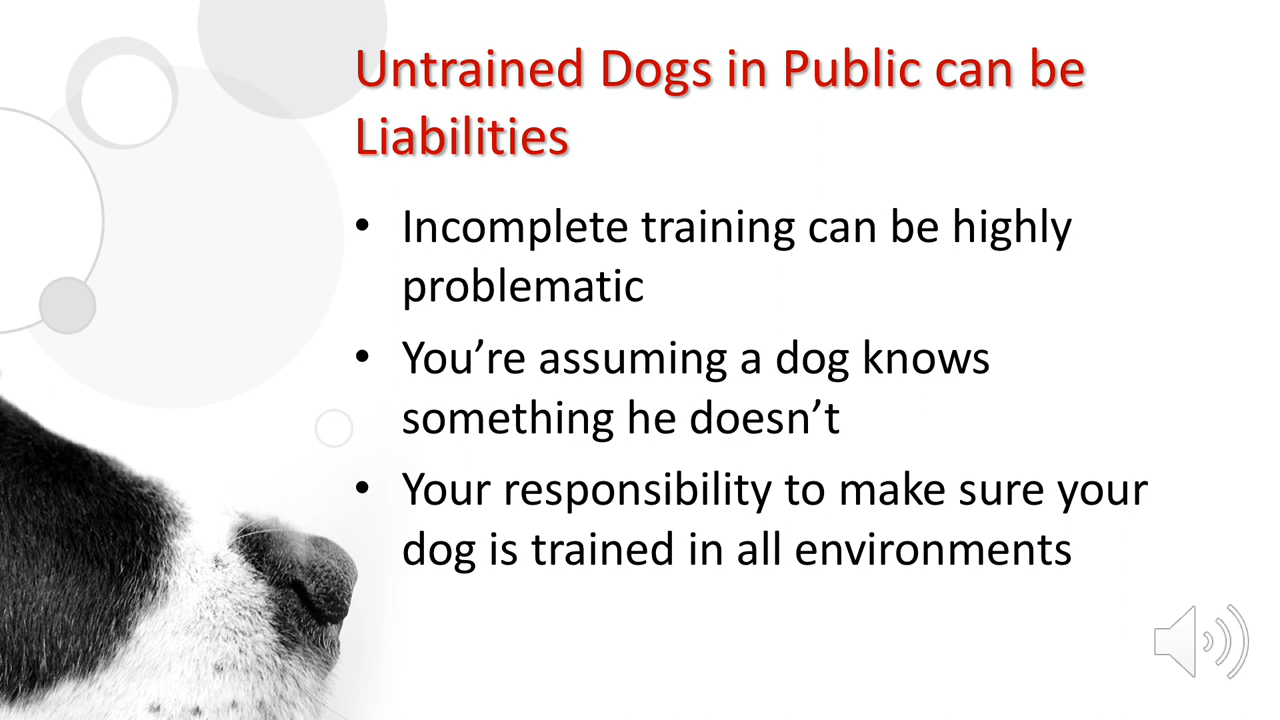 Untrained Dogs in Public can be
Liabilities
• Incomplete training can be highly
problematic
• You’re assuming a dog knows
something he doesn’t
• Your responsibility to make sure your
dog is trained in all environments